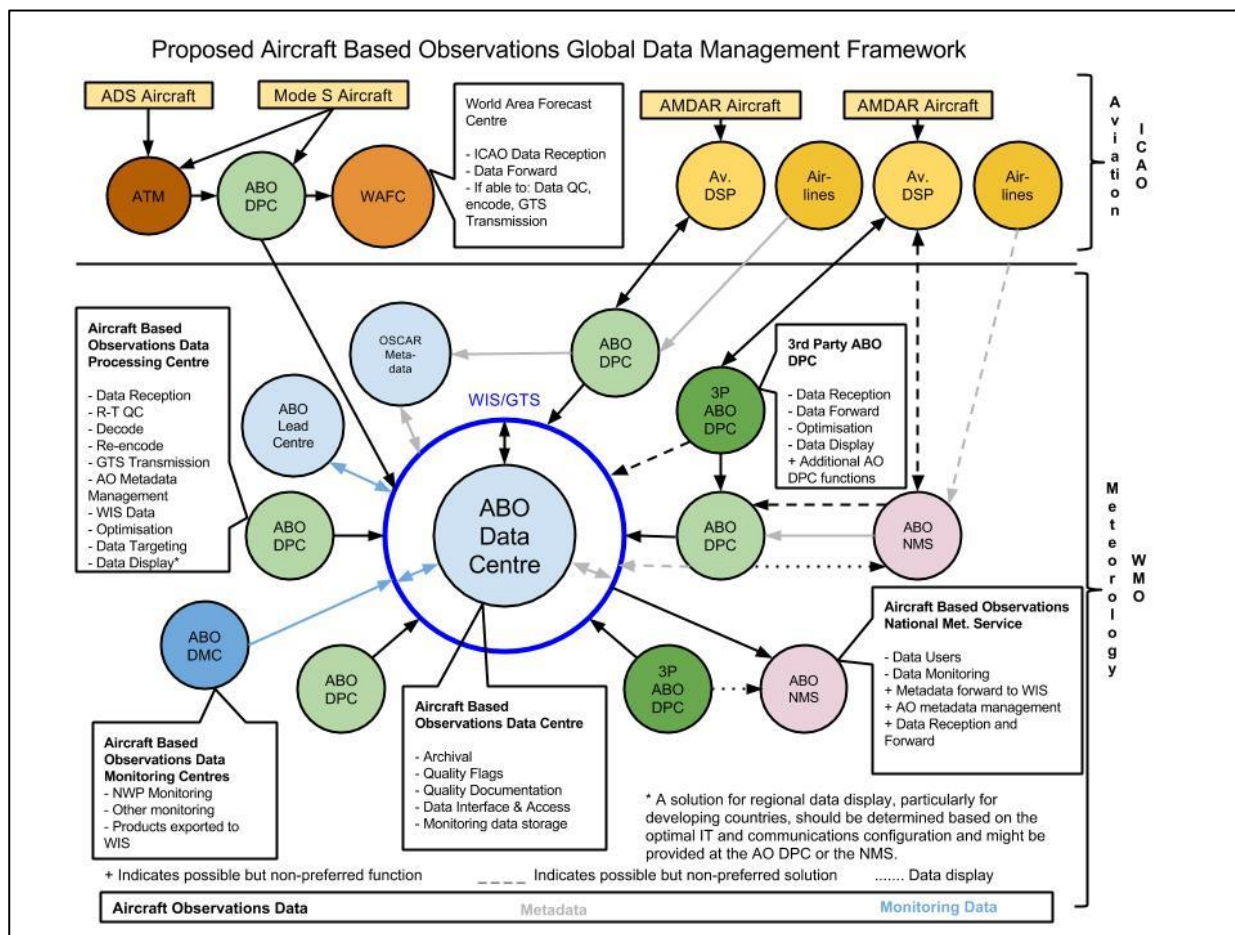 Proposed Aircraft Based Observations Global Data Management Framework
ADS Aircraft
Mode S Aircraft
World Area Forecast
Centre
- ICAO Data Reception
- Data Forward
- If able to: Data QC,
encode, GTS
Transmission
AMDAR Aircraft
AMDAR Aircraft
Aviation
ICAO
ATM
ABO
DPC
WAFC
Av.
DSP
Air-
lines
Av.
DSP
Air-
lines
Aircraft Based
Observations Data
Processing Centre
- Data Reception
- R-T QC
- Decode
- Re-encode
- GTS Transmission
- AO Metadata
Management
- WIS Data
- Optimisation
- Data Targeting
- Data Display*
OSCAR
Meta-
data
ABO
DPC
3rd Party ABO
DPC
- Data Reception
- Data Forward
- Optimisation
- Data Display
+ Additional AO
DPC functions
ABO
Lead
Centre
WIS/GTS
3P
ABO
DPC
ABO
DPC
ABO
Data
Centre
ABO
DPC
ABO
NMS
Meteorology
WMO
ABO
DMC
ABO
DPC
3P
ABO
DPC
ABO
NMS
Aircraft Based Observations
National Met. Service
- Data Users
- Data Monitoring
+ Metadata forward to WIS
+ AO metadata management
+ Data Reception and
Forward
Aircraft Based
Observations Data
Monitoring Centres
- NWP Monitoring
- Other monitoring
- Products exported to
WIS
Aircraft Based
Observations Data Centre
- Archival
- Quality Flags
- Quality Documentation
- Data Interface & Access
- Monitoring data storage
* A solution for regional data display, particularly for
developing countries, should be determined based on the
optimal IT and communications configuration and might be
provided at the AO DPC or the NMS.
+ Indicates possible but non-preferred function
Indicates possible but non-preferred solution
....... Data display
Aircraft Observations Data
Metadata
Monitoring Data